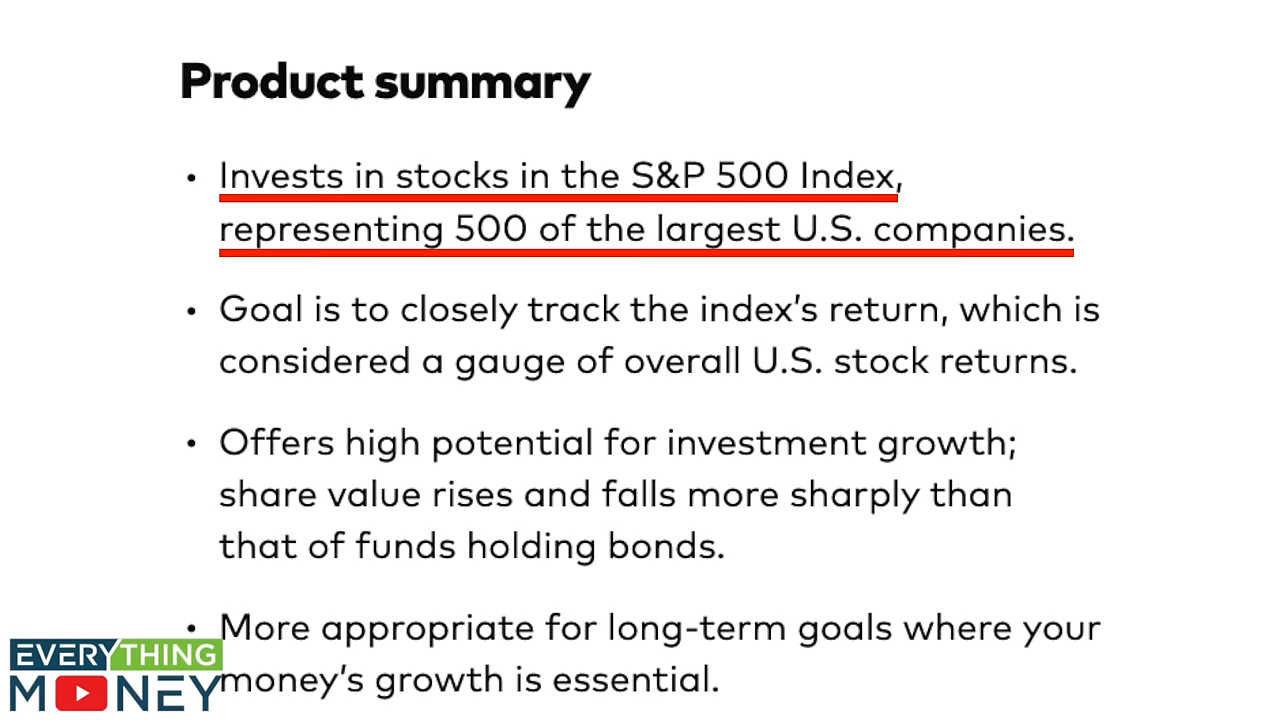 Product summary
• Invests in stocks in the S&P 500 Index,
representing 500 of the largest U.S. companies.
• Goal is to closely track the index’s return, which is
considered a gauge of overall U.S. stock returns.
• Offers high potential for investment growth;
share value rises and falls more sharply than
that of funds holding bonds.
• More appropriate for long-term goals where your
money’s growth is essential.
EVERYTHING
MONEY